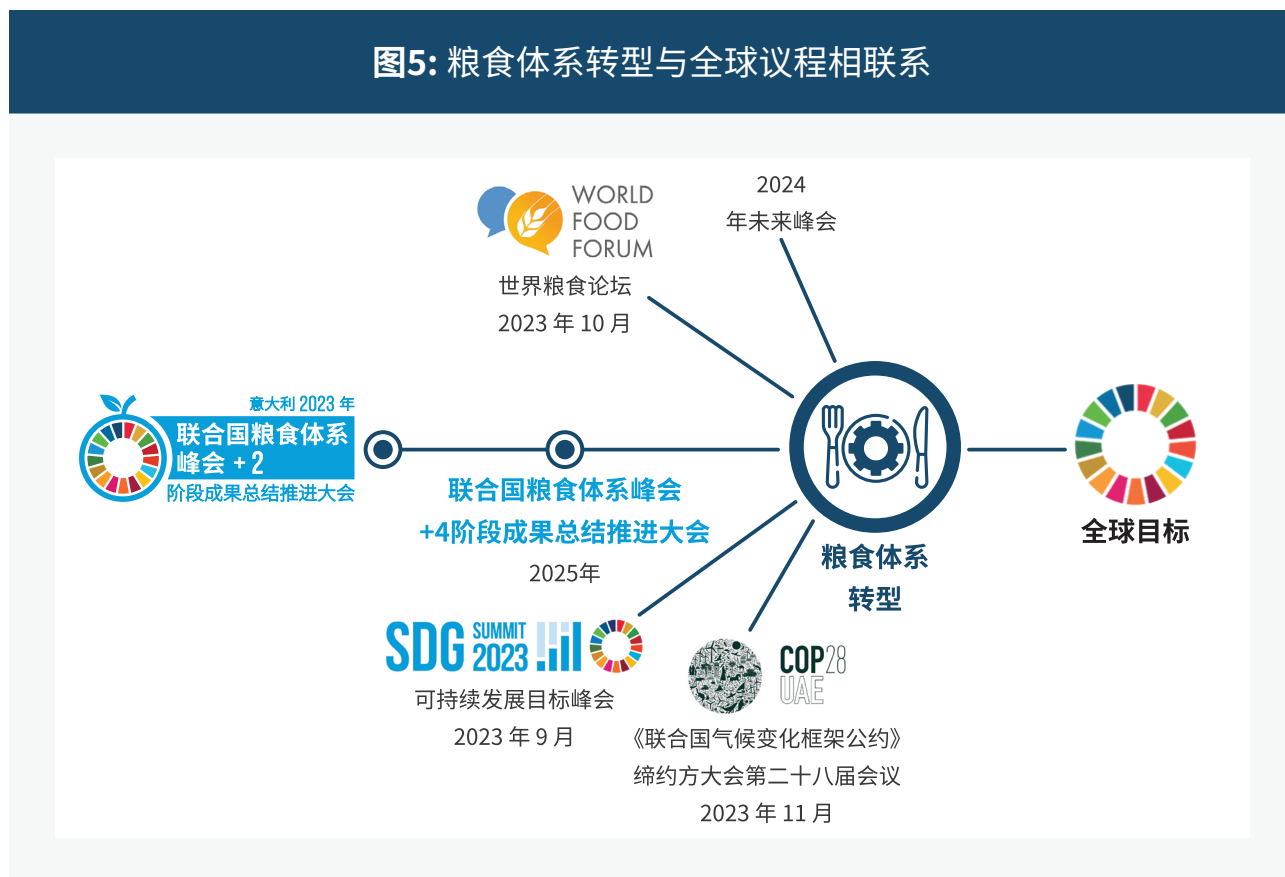 图5: 粮食体系转型与全球议程相联系
WORLD
FOOD
FORUM
世界粮食论坛
2023 年 10 月
2024
年未来峰会
意大利 2023 年
联合国粮食体系
峰会 + 2
阶段成果总结推进大会
联合国粮食体系峰会
+4阶段成果总结推进大会
2025年
粮食体系
转型
全球目标
SDG SUMMIT
2023
可持续发展目标峰会
2023 年 9 月
COP28
UAE
《联合国气候变化框架公约》
缔约方大会第二十八届会议
2023 年 11 月